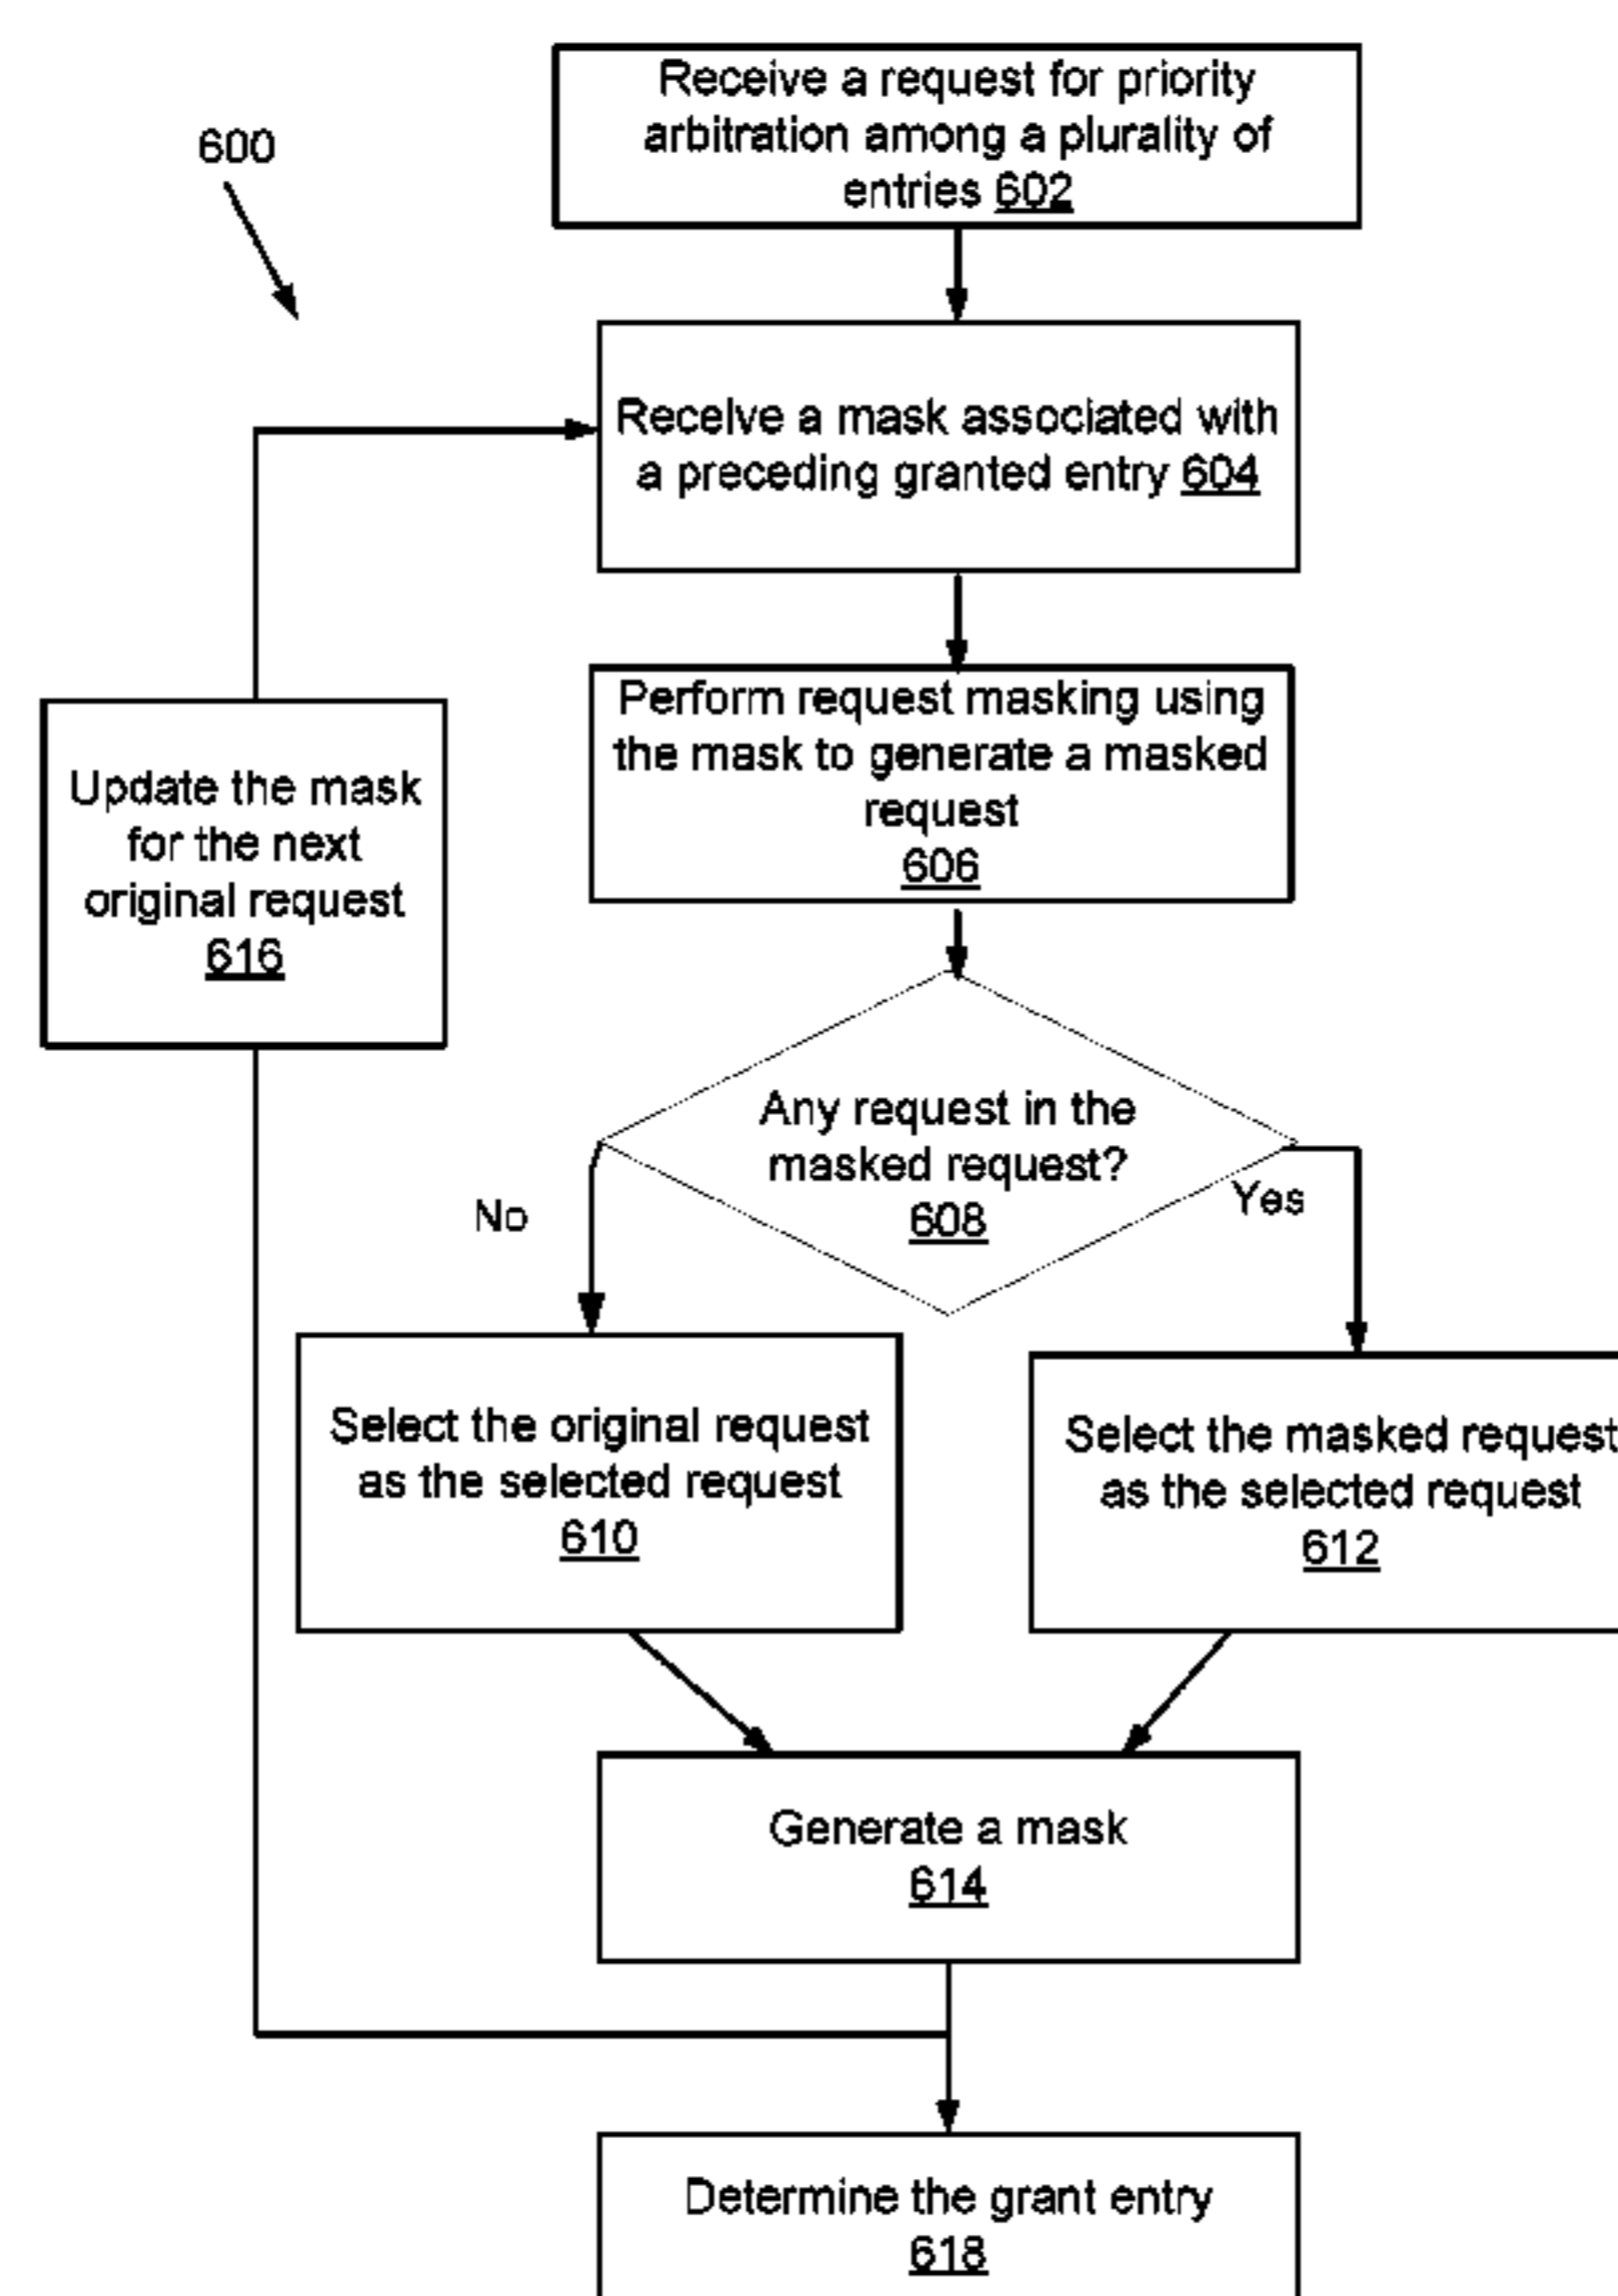 Receive a request for priority
arbitration among a plurality of
entries 602
600
Receive a mask associated with
a preceding granted entry 604
Perform request masking using
the mask to generate a masked
request
606
Update the mask
for the next
original request
616
Any request in the
masked request?
608
No
Yes
Select the original request
as the selected request
610
Select the masked request
as the selected request
612
Generate a mask
614
Determine the grant entry
618